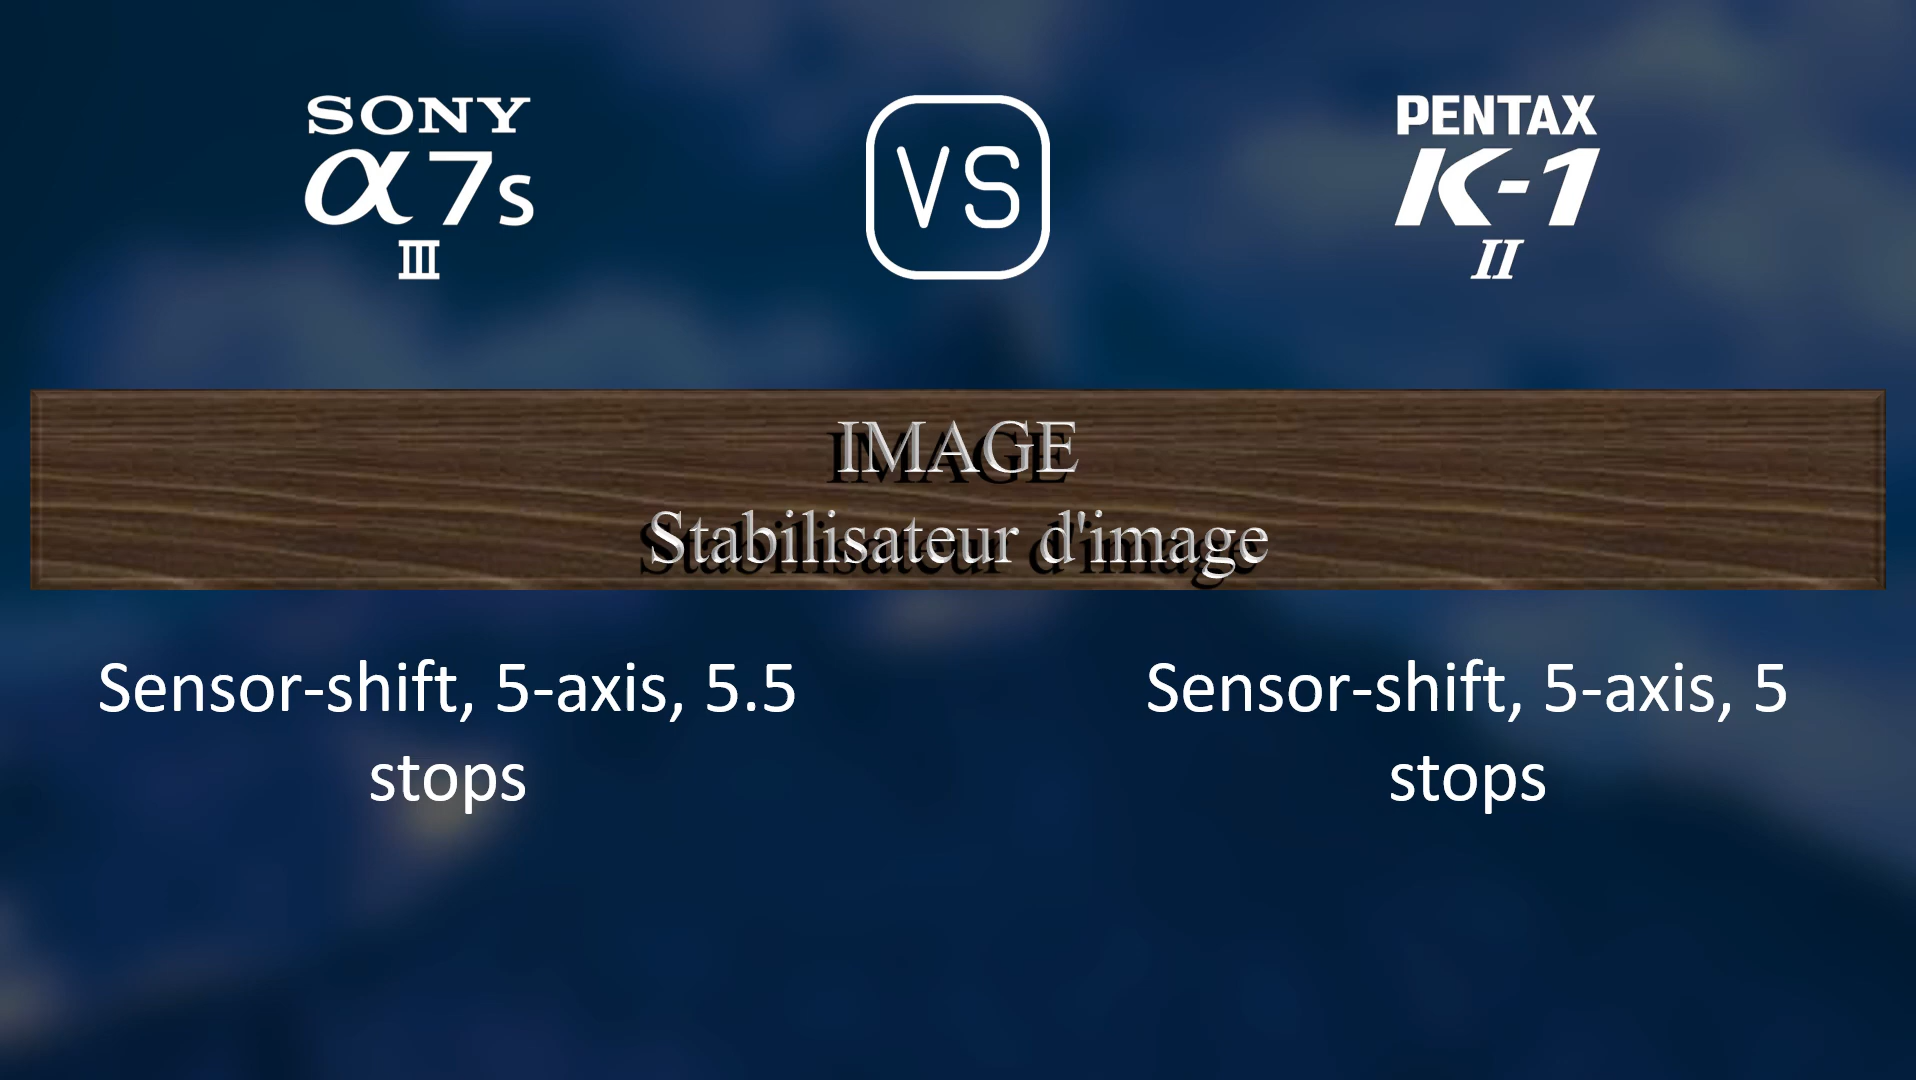 SONY
α7s
III
VS
PENTAX
K-1
II
IMAGE
Stabilisateur d'image
Sensor-shift, 5-axis, 5.5
stops
Sensor-shift, 5-axis, 5
stops